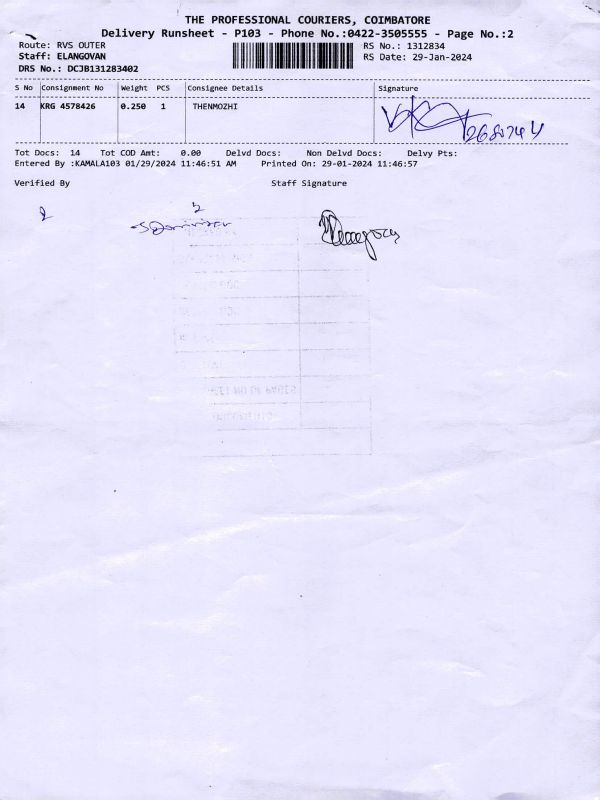 THE PROFESSIONAL COURIERS, COIMBATORE
Delivery Runsheet - P103 - Phone No.:0422-3505555 - Page No.:2
Route: RVS OUTER
RS No.: 1312834
Staff: ELANGOVAN
RS Date: 29-Jan-2024
DRS No.: DCJB131283402
S No Consignment No Weight PCS Consignee Details Signature
14 KRG 4578426 0.250 1 THENMOZHI
Tot Docs: 14 Tot COD Amt: 0.00 Delvd Docs: Non Delvd Docs: Delvy Pts:
Entered By :KAMALA103 01/29/2024 11:46:51 AM Printed On: 29-01-2024 11:46:57
Verified By Staff Signature